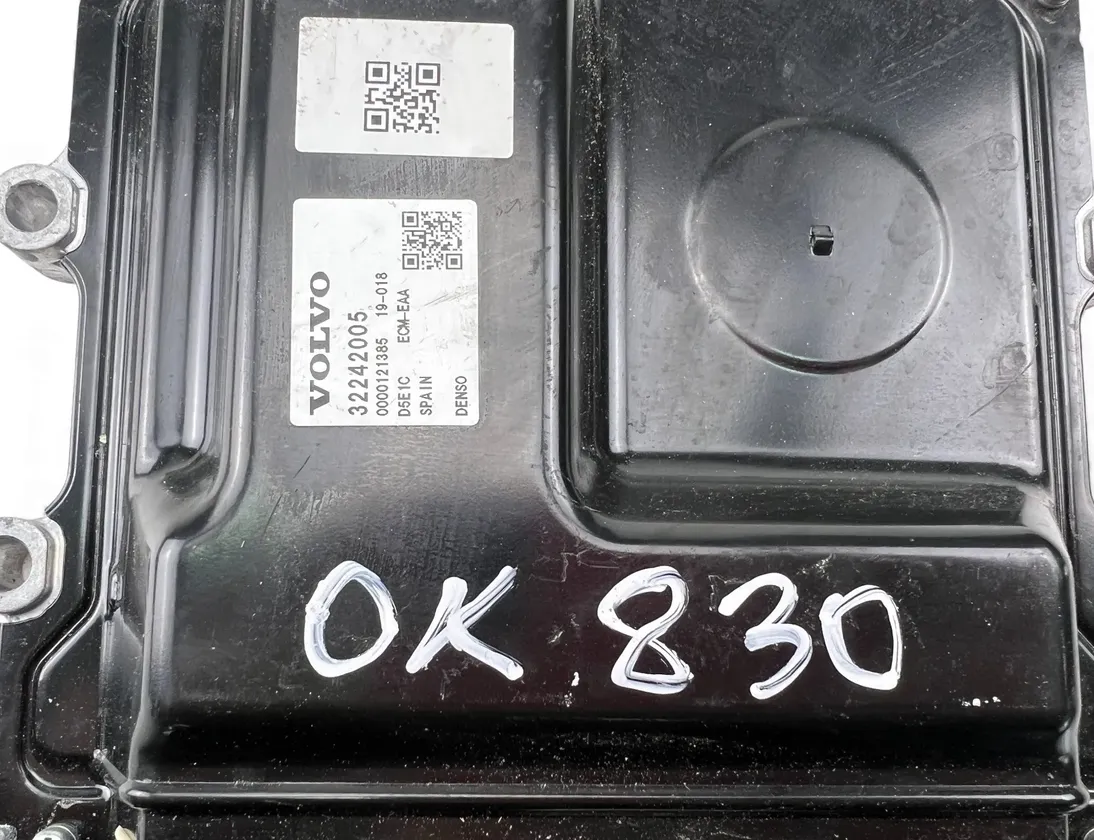 VOLVO
32242005
0000121385 19-018
D5E1C ECM-EAA
SPAIN
DENSO
OK 830